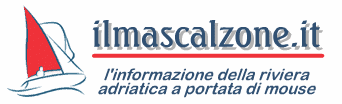 ilmascalzone.it
l'informazione della riviera
adriatica a portata di mouse